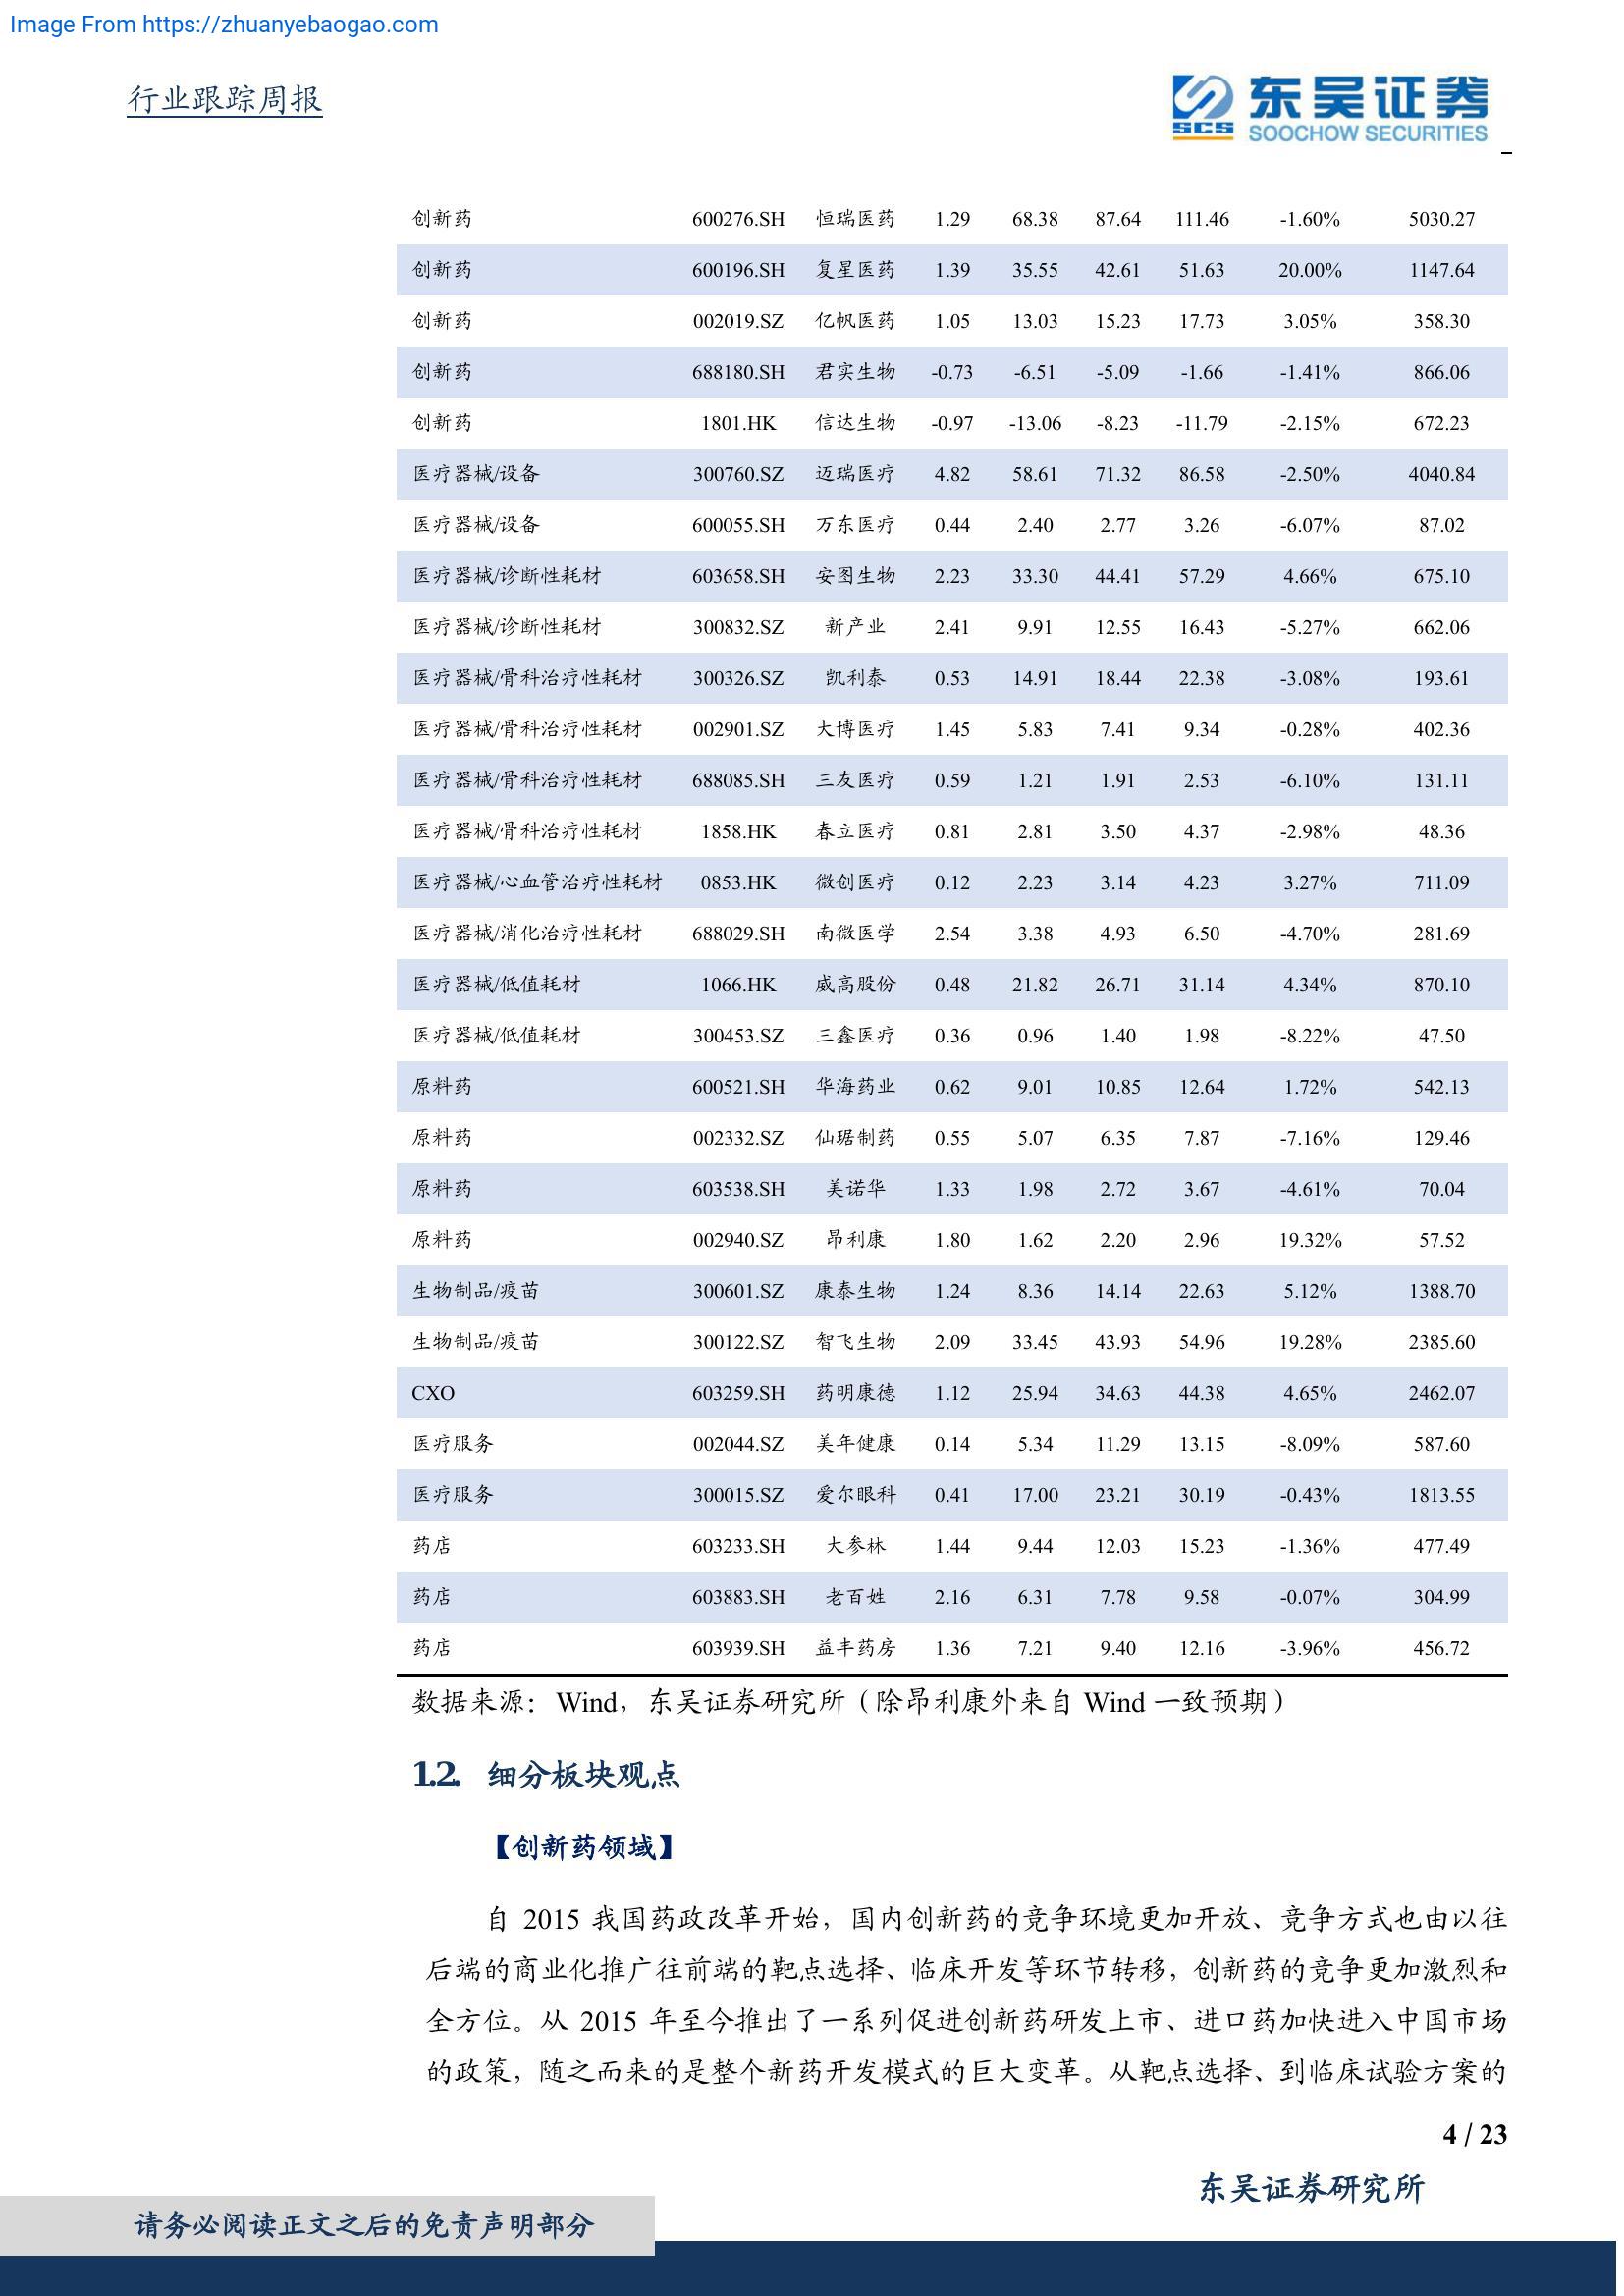 Image From https://zhuanyebaogao.com
行业跟踪周报
东吴证券
SCS
SOOCHOW SECURITIES
创新药 600276.SH 恒瑞医药 1.29 68.38 87.64 111.46 -1.60% 5030.27
创新药 600196.SH 复星医药 1.39 35.55 42.61 51.63 20.00% 1147.64
创新药 002019.SZ 亿帆医药 1.05 13.03 15.23 17.73 3.05% 358.30
创新药 688180.SH 君实生物 -0.73 -6.51 -5.09 -1.66 -1.41% 866.06
创新药 1801.HK 信达生物 -0.97 -13.06 -8.23 -11.79 -2.15% 672.23
医疗器械/设备 300760.SZ 迈瑞医疗 4.82 58.61 71.32 86.58 -2.50% 4040.84
医疗器械/设备 600055.SH 万东医疗 0.44 2.40 2.77 3.26 -6.07% 87.02
医疗器械/诊断性耗材 603658.SH 安图生物 2.23 33.30 44.41 57.29 4.66% 675.10
医疗器械/诊断性耗材 300832.SZ 新产业 2.41 9.91 12.55 16.43 -5.27% 662.06
医疗器械/骨科治疗性耗材 300326.SZ 凯利泰 0.53 14.91 18.44 22.38 -3.08% 193.61
医疗器械/骨科治疗性耗材 002901.SZ 大博医疗 1.45 5.83 7.41 9.34 -0.28% 402.36
医疗器械/骨科治疗性耗材 688085.SH 三友医疗 0.59 1.21 1.91 2.53 -6.10% 131.11
医疗器械/骨科治疗性耗材 1858.HK 春立医疗 0.81 2.81 3.50 4.37 -2.98% 48.36
医疗器械/心血管治疗性耗材 0853.HK 微创医疗 0.12 2.23 3.14 4.23 3.27% 711.09
医疗器械/消化治疗性耗材 688029.SH 南微医学 2.54 3.38 4.93 6.50 -4.70% 281.69
医疗器械/低值耗材 1066.HK 威高股份 0.48 21.82 26.71 31.14 4.34% 870.10
医疗器械/低值耗材 300453.SZ 三鑫医疗 0.36 0.96 1.40 1.98 -8.22% 47.50
原料药 600521.SH 华海药业 0.62 9.01 10.85 12.64 1.72% 542.13
原料药 002332.SZ 仙琚制药 0.55 5.07 6.35 7.87 -7.16% 129.46
原料药 603538.SH 美诺华 1.33 1.98 2.72 3.67 -4.61% 70.04
原料药 002940.SZ 昂利康 1.80 1.62 2.20 2.96 19.32% 57.52
生物制品/疫苗 300601.SZ 康泰生物 1.24 8.36 14.14 22.63 5.12% 1388.70
生物制品/疫苗 300122.SZ 智飞生物 2.09 33.45 43.93 54.96 19.28% 2385.60
CXO 603259.SH 药明康德 1.12 25.94 34.63 44.38 4.65% 2462.07
医疗服务 002044.SZ 美年健康 0.14 5.34 11.29 13.15 -8.09% 587.60
医疗服务 300015.SZ 爱尔眼科 0.41 17.00 23.21 30.19 -0.43% 1813.55
药店 603233.SH 大参林 1.44 9.44 12.03 15.23 -1.36% 477.49
药店 603883.SH 老百姓 2.16 6.31 7.78 9.58 -0.07% 304.99
药店 603939.SH 益丰药房 1.36 7.21 9.40 12.16 -3.96% 456.72
数据来源：Wind，东吴证券研究所（除昂利康外来自 Wind 一致预期）
1.2. 细分板块观点
【创新药领域】
自 2015 我国药政改革开始，国内创新药的竞争环境更加开放、竞争方式也由以往
后端的商业化推广往前端的靶点选择、临床开发等环节转移，创新药的竞争更加激烈和
全方位。从 2015 年至今推出了一系列促进创新药研发上市、进口药加快进入中国市场
的政策，随之而来的是整个新药开发模式的巨大变革。从靶点选择、到临床试验方案的
4 / 23
东吴证券研究所
请务必阅读正文之后的免责声明部分